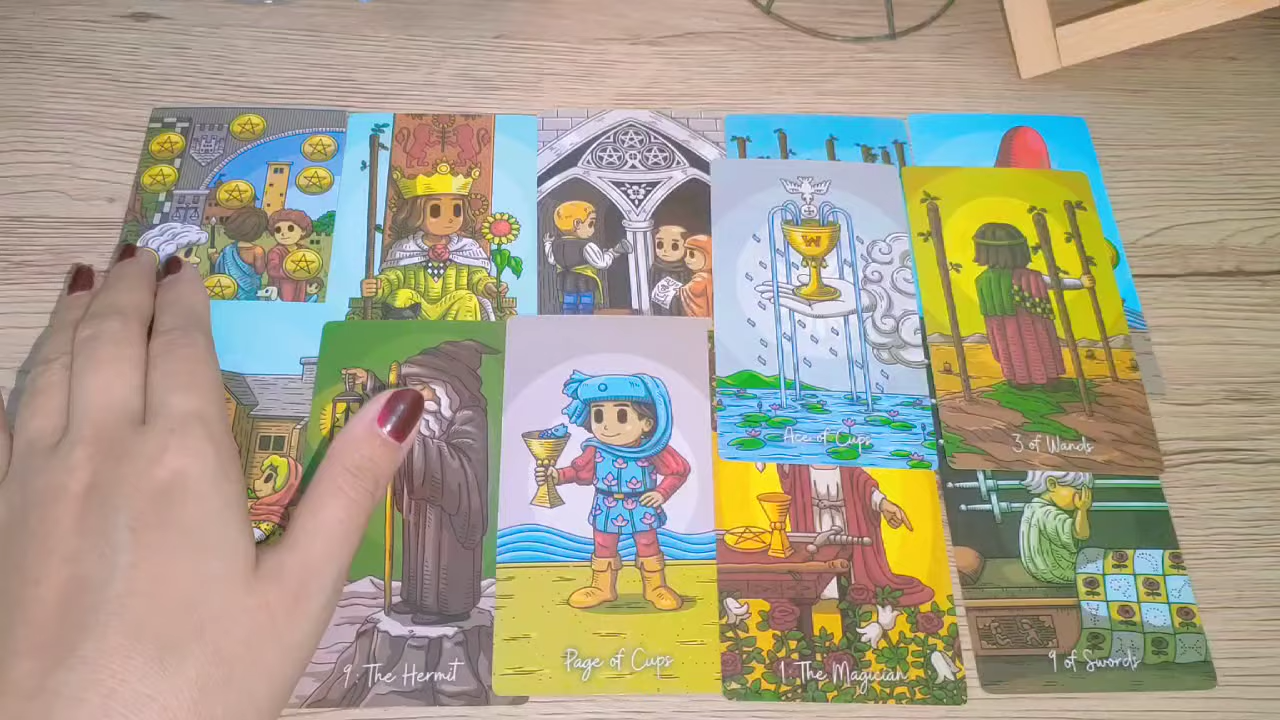 W
Ace of Cups
3 of Wands
9: The Hermit
Page of Cups
1: The Magician
9 of Swords